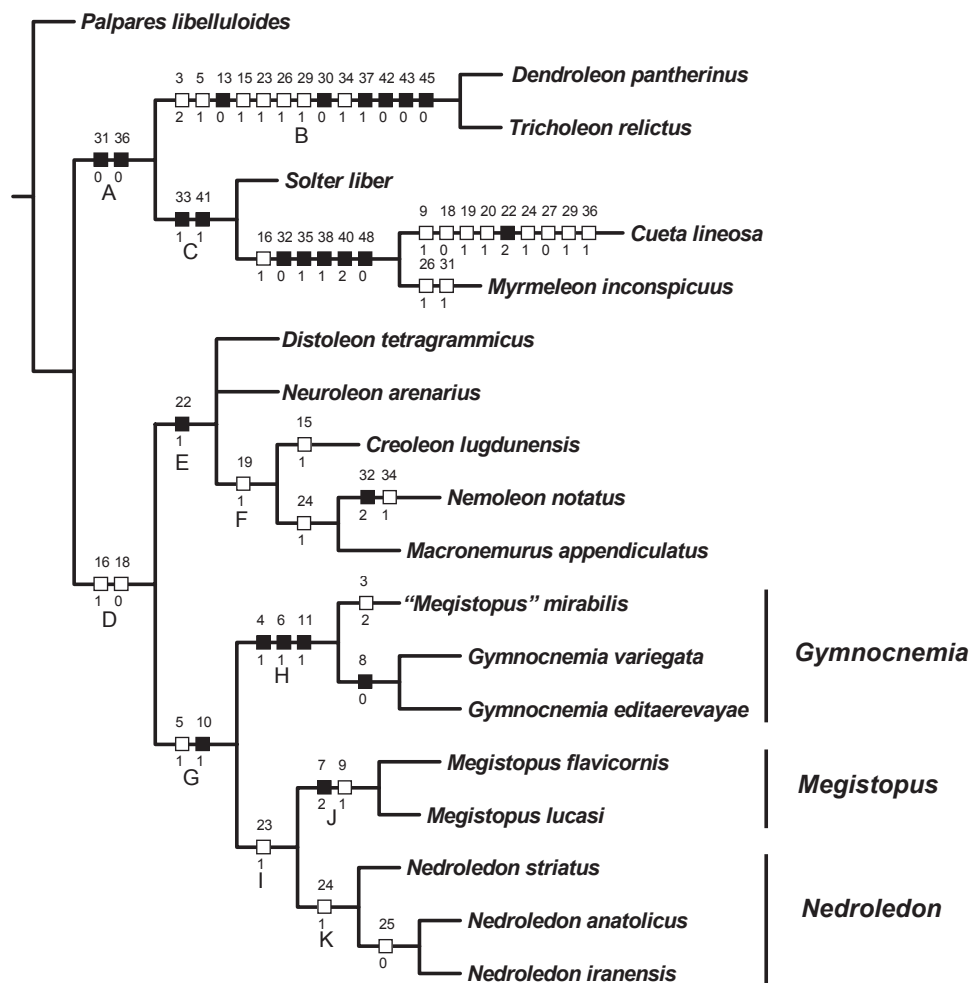 Palpares libelluloides
3 5 13 15 23 26 29 30 34 37 42 43 45
Dendroleon pantherinus
2 1 0 1 1 1 1 0 1 1 0 0 0
B
Tricholeon relictus
31 36
0 0
A
Solter liber
33 41
1 1
C
9 18 19 20 22 24 27 29 36
Cueta lineosa
1 0 1 1 2 1 0 1 1
16 32 35 38 40 48
1 0 1 1 2 0
26 31
Myrmeleon inconspicuus
1 1
Distoleon tetragrammicus
Neuroleon arenarius
22
1
E
15
Creoleon lugdunensis
1
19
1
F
32 34
Nemoleon notatus
2 1
24
1
Macronemurus appendiculatus
16 18
1 0
D
3
“Meqistopus” mirabilis
2
4 6 11
1 1 1
H
Gymnocnemia variegata
8
0
Gymnocnemia editaerevayae
Gymnocnemia
5 10
1 1
G
Megistopus flavicornis
7 9
2 1
J
Megistopus lucasi
Megistopus
23
1
I
Nedroledon striatus
24
1
K
Nedroledon anatolicus
25
0
Nedroledon iranensis
Nedroledon